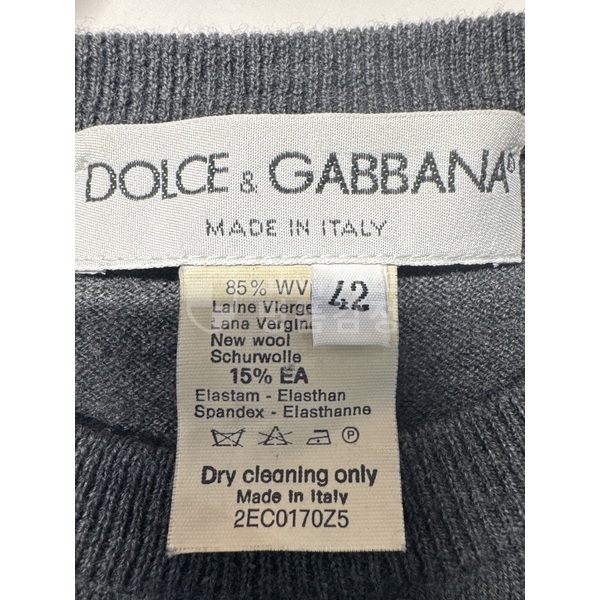 DOLCE & GABBANA®
MADE IN ITALY
85% WV
42
Laine Vierge
Lana Vergin
New wool
Schurwolle
15% EA
Elastam - Elasthan
Spandex - Elasthanne
P
Dry cleaning only
Made in Italy
2EC0170Z5